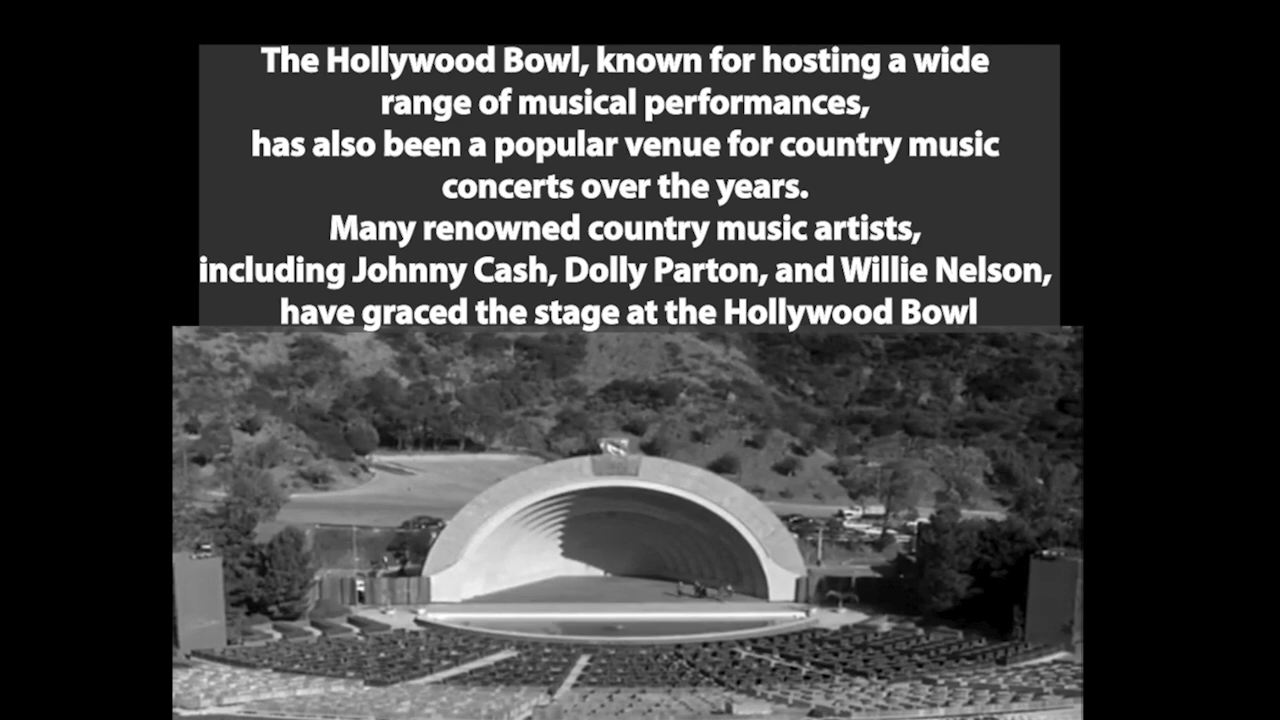 The Hollywood Bowl, known for hosting a wide
range of musical performances,
has also been a popular venue for country music
concerts over the years.
Many renowned country music artists,
including Johnny Cash, Dolly Parton, and Willie Nelson,
have graced the stage at the Hollywood Bowl